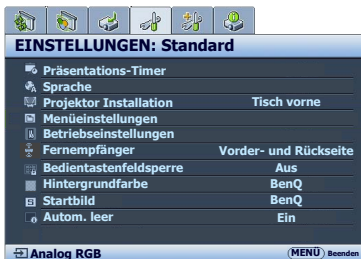 EINSTELLUNGEN: Standard
Präsentations-Timer
Sprache
Projektor Installation Tisch vorne
Menüeinstellungen
Betriebseinstellungen
Fernempfänger Vorder- und Rückseite
Bedientastenfeldsperre Aus
Hintergrundfarbe BenQ
Startbild BenQ
Autom. leer Ein
Analog RGB MENÜ Beenden